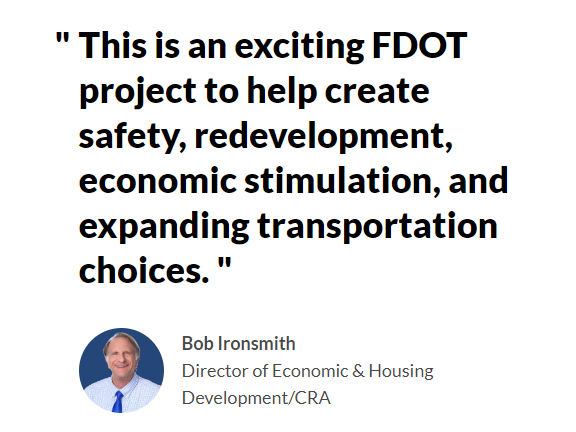 " This is an exciting FDOT
project to help create
safety, redevelopment,
economic stimulation, and
expanding transportation
choices. "
Bob Ironsmith
Director of Economic & Housing
Development/CRA